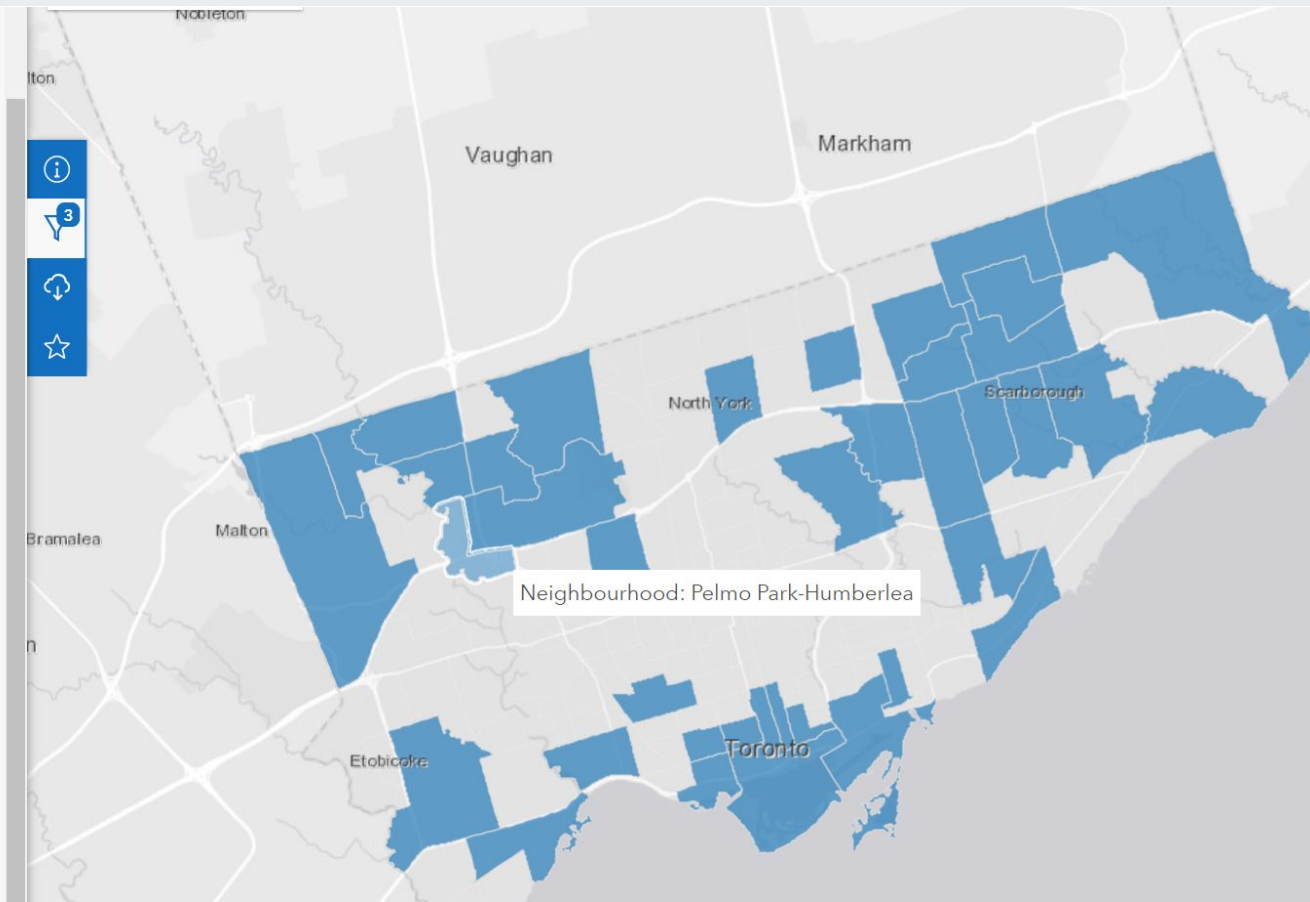 Nobleton
lton
Vaughan
Markham
3
North York
Scarborough
Malton
Bramalea
Neighbourhood: Pelmo Park-Humberlea
n
Toronto
Etobicoke